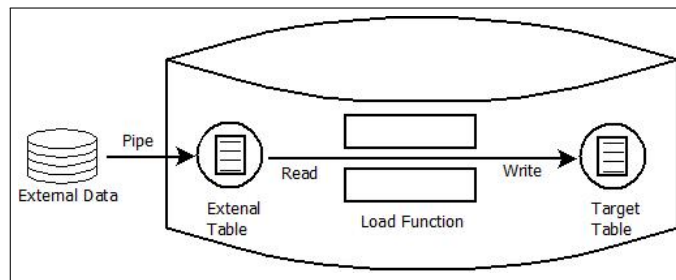 Pipe
External Data
Read
Write
Extenal
Table
Load Function
Target
Table